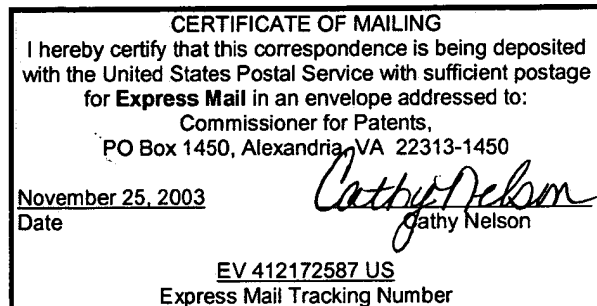 CERTIFICATE OF MAILING
I hereby certify that this correspondence is being deposited
with the United States Postal Service with sufficient postage
for Express Mail in an envelope addressed to:
Commissioner for Patents,
PO Box 1450, Alexandria, VA 22313-1450
November 25, 2003 Cathy Nelson
Date Cathy Nelson
EV 412172587 US
Express Mail Tracking Number